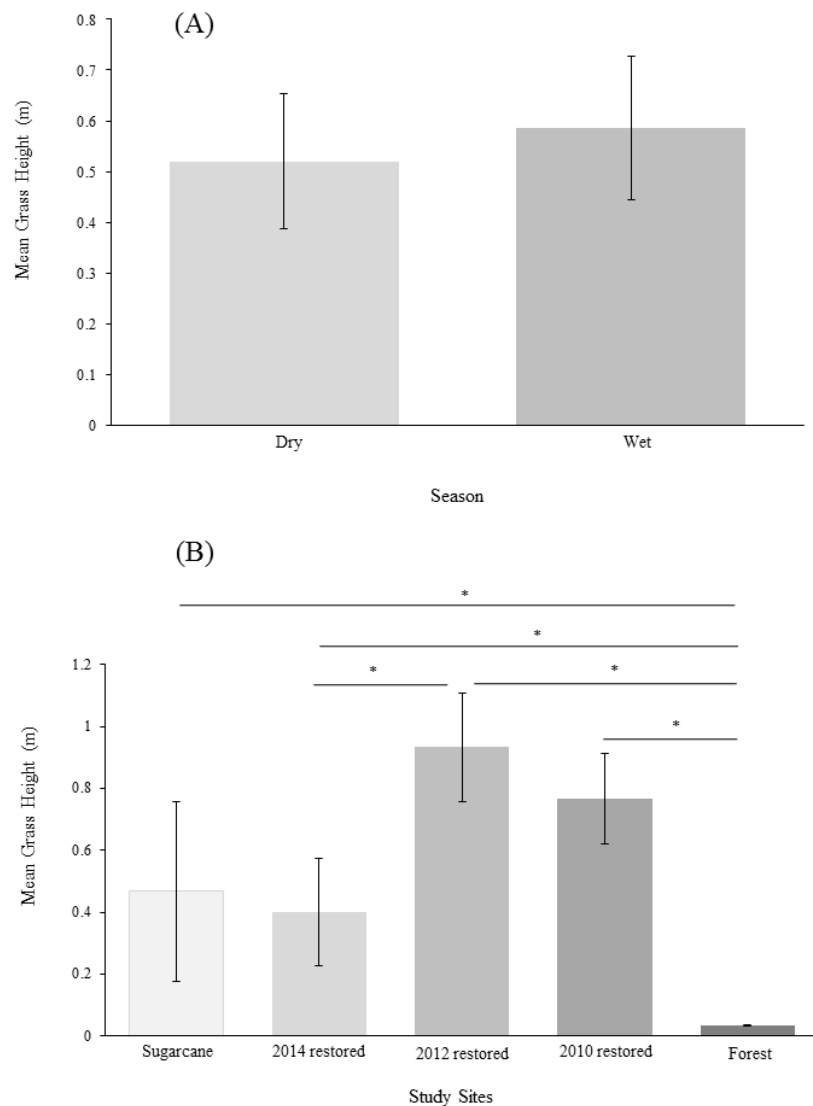 (A)
Mean Grass Height (m)
0.8
0.7
0.6
0.5
0.4
0.3
0.2
0.1
0
Dry Wet
Season
(B)
*
*
* *
*
Mean Grass Height (m)
1.2
1
0.8
0.6
0.4
0.2
0
Sugarcane 2014 restored 2012 restored 2010 restored Forest
Study Sites